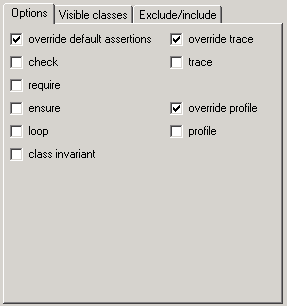 Options Visible classes Exclude/include
override default assertions override trace
check trace
require
ensure override profile
loop profile
class invariant